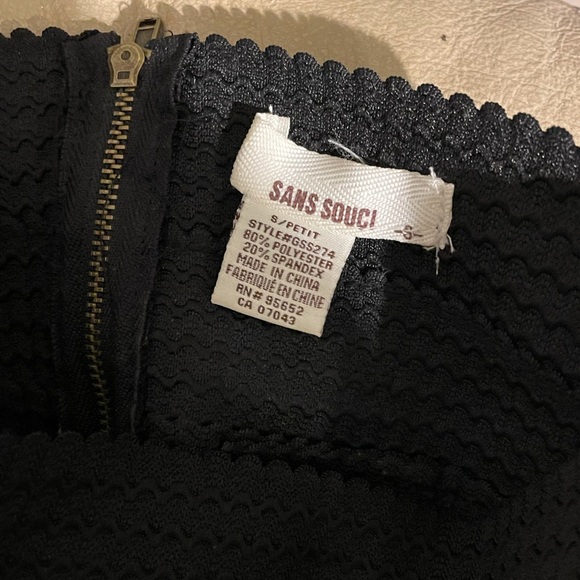 SANS SOUCI
-S-
S/PETIT
STYLE#GSS274
80% POLYESTER
20% SPANDEX
MADE IN CHINA
FABRIQUÉ EN CHINE
RN# 95652
CA 07043